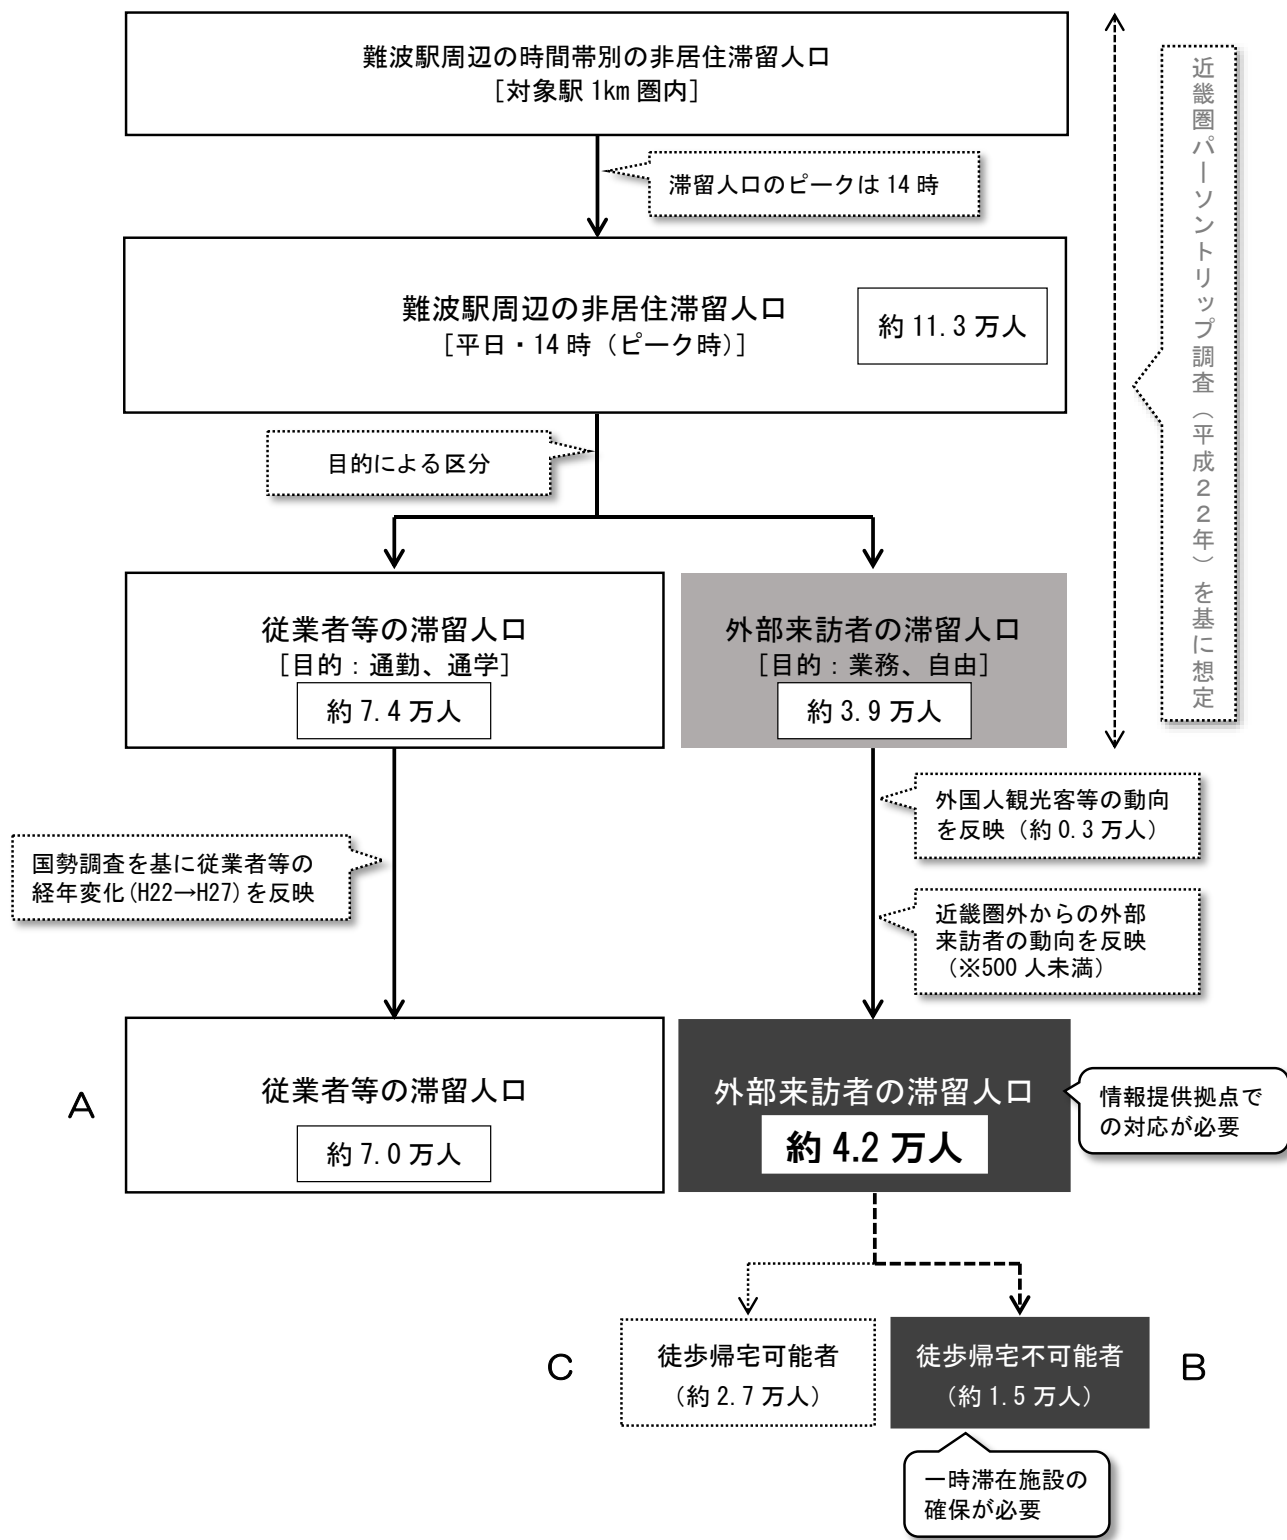 難波駅周辺の時間帯別の非居住滞留人口
[対象駅 1km 圏内]
滞留人口のピークは 14 時
難波駅周辺の非居住滞留人口
[平日・14 時（ピーク時）]
約 11.3 万人
目的による区分
近畿圏パーソントリップ調査（平成２２年）を基に想定
従業者等の滞留人口
[目的：通勤、通学]
約 7.4 万人
外部来訪者の滞留人口
[目的：業務、自由]
約 3.9 万人
外国人観光客等の動向
を反映（約 0.3 万人）
国勢調査を基に従業者等の
経年変化(H22→H27)を反映
近畿圏外からの外部
来訪者の動向を反映
（※500 人未満）
A
従業者等の滞留人口
約 7.0 万人
外部来訪者の滞留人口
約 4.2 万人
情報提供拠点で
の対応が必要
C
徒歩帰宅可能者
（約 2.7 万人）
徒歩帰宅不可能者
（約 1.5 万人）
B
一時滞在施設の
確保が必要